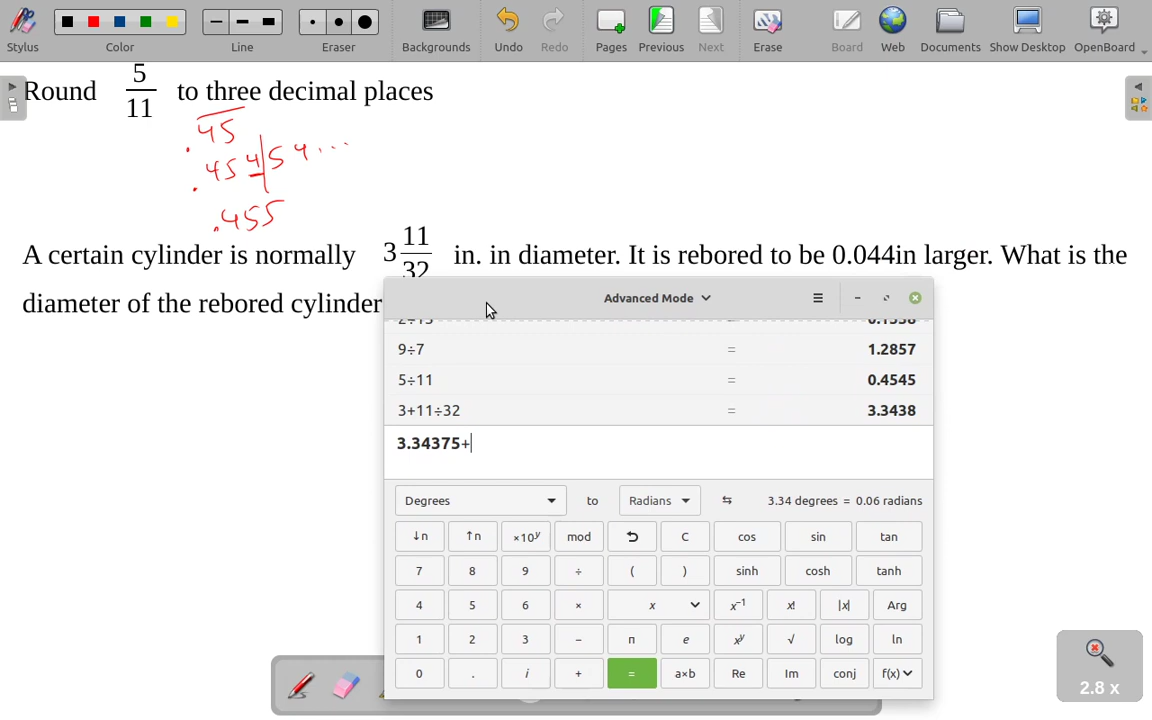 Stylus Color Line Eraser Backgrounds Undo Redo Pages Previous Next Erase Board Web Documents Show Desktop OpenBoard
Round 5/11 to three decimal places
.45
.45454...
.455
A certain cylinder is normally 3 11/32 in. in diameter. It is rebored to be 0.044in larger. What is the
diameter of the rebored cylinder
Advanced Mode
9÷7 = 1.2857
5÷11 = 0.4545
3+11÷32 = 3.3438
3.34375+
Degrees to Radians 3.34 degrees = 0.06 radians
↓n ↑n ×10^y mod C cos sin tan
7 8 9 ÷ ( ) sinh cosh tanh
4 5 6 × x x⁻¹ x! |x| Arg
1 2 3 − π e x^y √ log ln
0 . i + = a×b Re Im conj f(x)
2.8 x